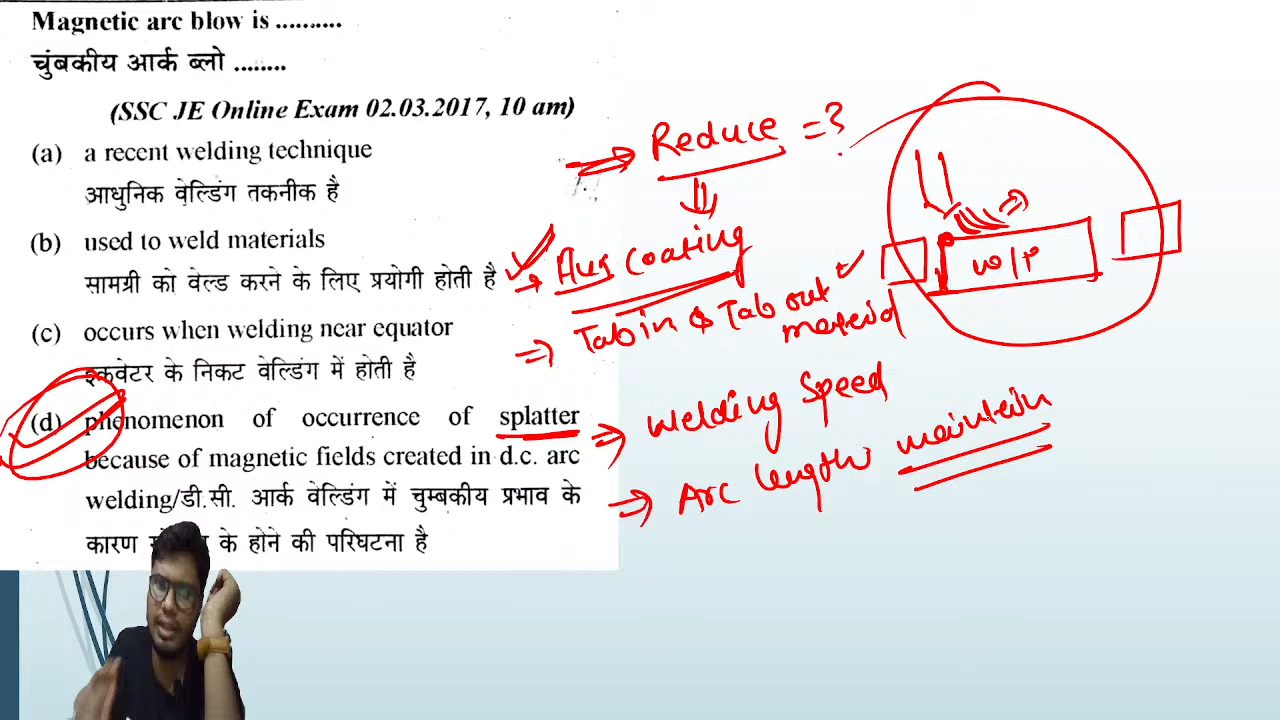 Magnetic arc blow is ..........
चुंबकीय आर्क ब्लो ........
(SSC JE Online Exam 02.03.2017, 10 am)
(a) a recent welding technique
आधुनिक वेल्डिंग तकनीक है
(b) used to weld materials
सामग्री को वेल्ड करने के लिए प्रयोगी होती है
(c) occurs when welding near equator
इकवेटर के निकट वेल्डिंग में होती है
(d) phenomenon of occurrence of splatter
because of magnetic fields created in d.c. arc
welding/डी.सी. आर्क वेल्डिंग में चुम्बकीय प्रभाव के
कारण के होने की परिघटना है
Reduce = ?
Flux coating
Tab in & Tab out
material
Welding Speed
Arc length maintain
w/p